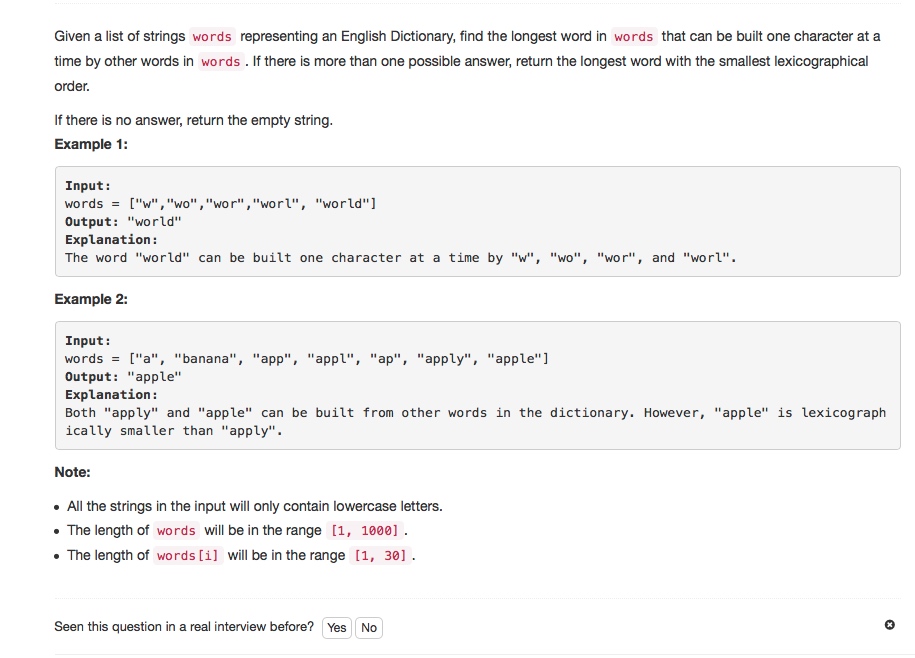 Given a list of strings words representing an English Dictionary, find the longest word in words that can be built one character at a
time by other words in words . If there is more than one possible answer, return the longest word with the smallest lexicographical
order.
If there is no answer, return the empty string.
Example 1:
Input:
words = ["w","wo","wor","worl", "world"]
Output: "world"
Explanation:
The word "world" can be built one character at a time by "w", "wo", "wor", and "worl".
Example 2:
Input:
words = ["a", "banana", "app", "appl", "ap", "apply", "apple"]
Output: "apple"
Explanation:
Both "apply" and "apple" can be built from other words in the dictionary. However, "apple" is lexicograph
ically smaller than "apply".
Note:
• All the strings in the input will only contain lowercase letters.
• The length of words will be in the range [1, 1000] .
• The length of words[i] will be in the range [1, 30] .
Seen this question in a real interview before? Yes No